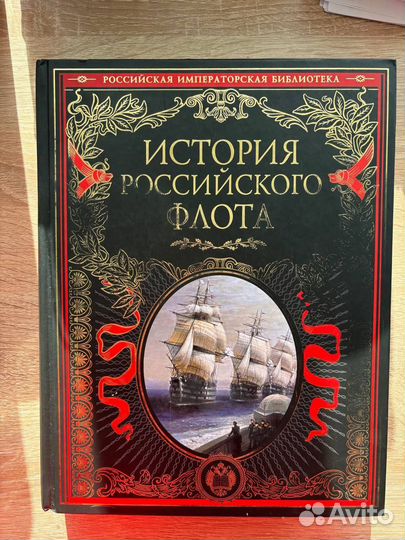 РОССИЙСКАЯ ИМПЕРАТОРСКАЯ БИБЛИОТЕКА
ИСТОРИЯ
РОССИЙСКОГО
ФЛОТА
Avito